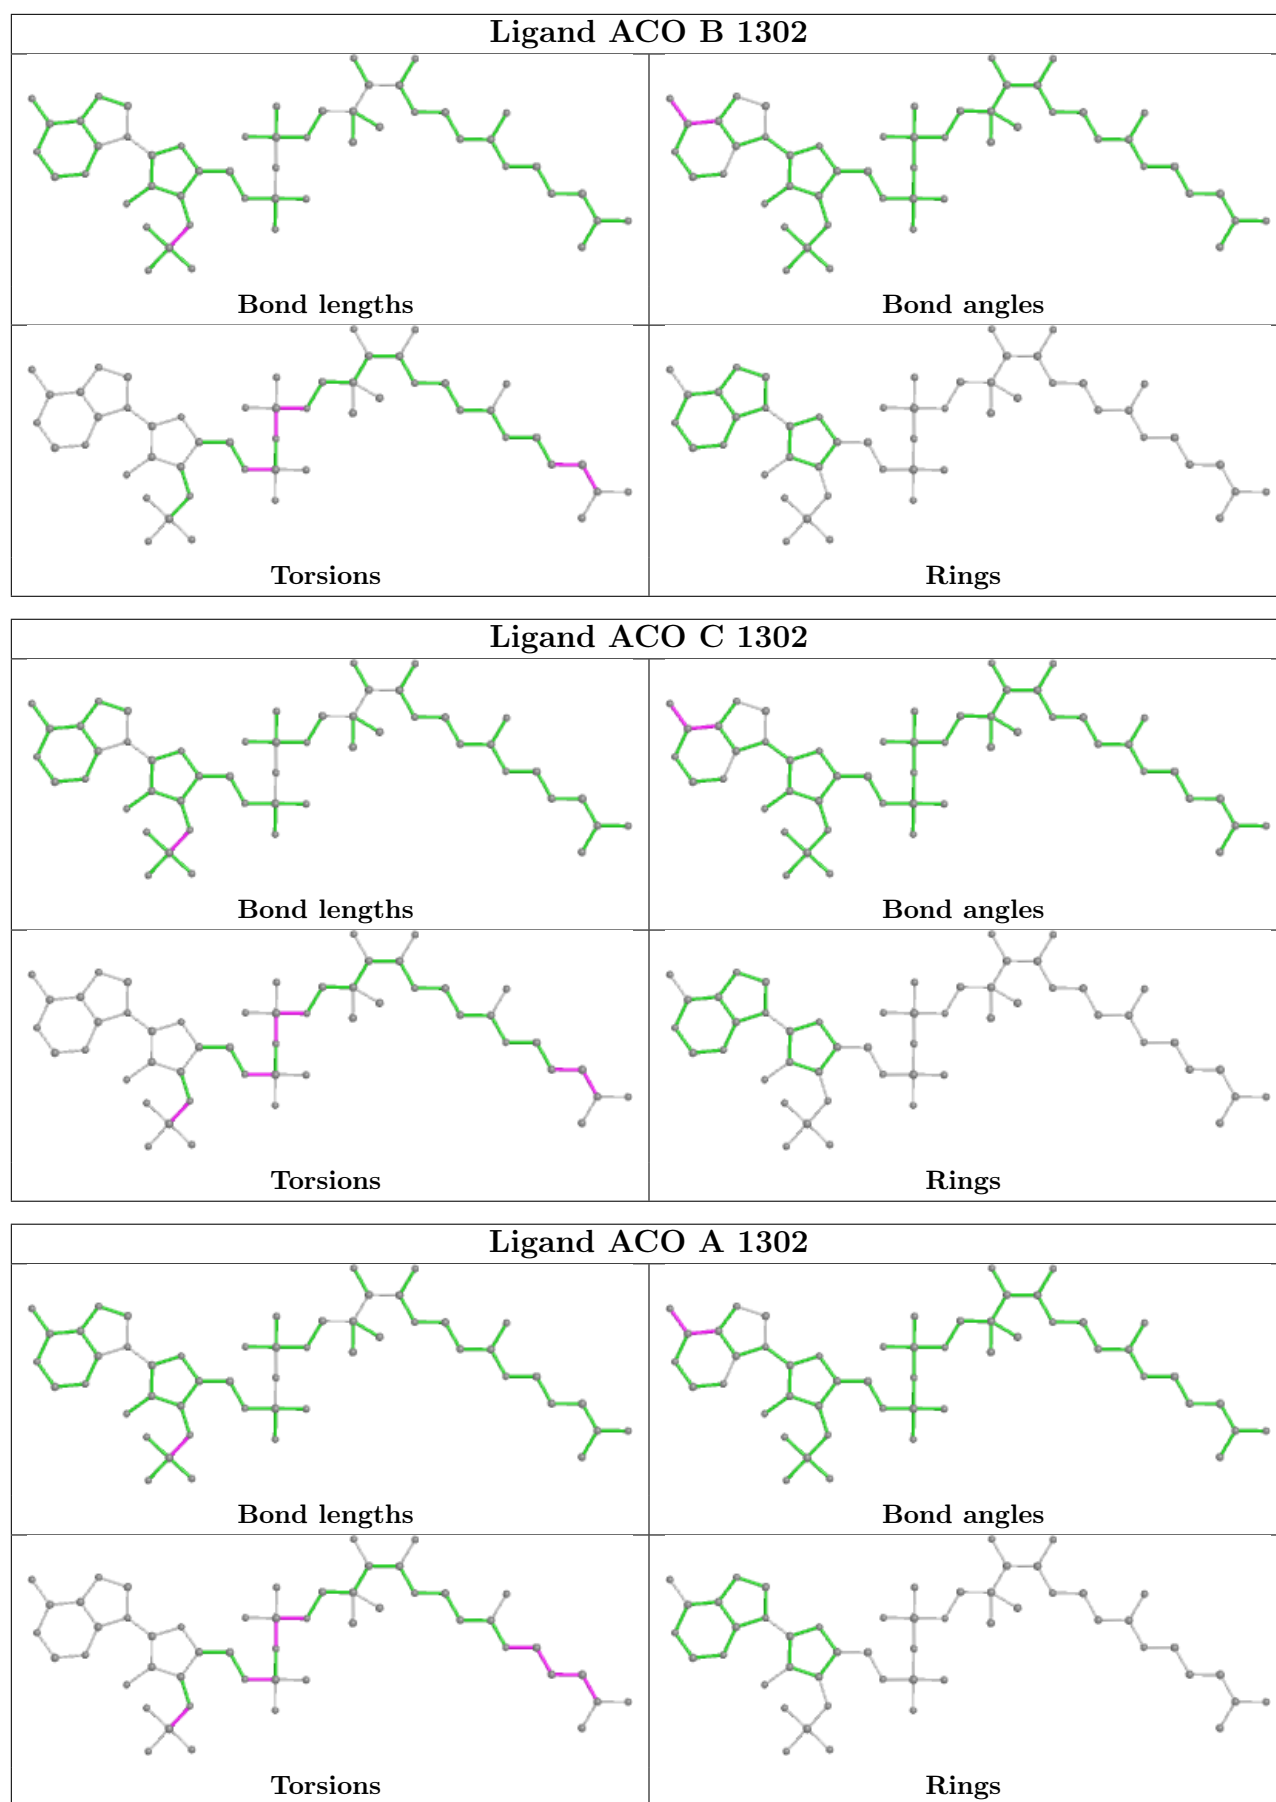 Ligand ACO B 1302
Bond lengths
Bond angles
Torsions
Rings
Ligand ACO C 1302
Bond lengths
Bond angles
Torsions
Rings
Ligand ACO A 1302
Bond lengths
Bond angles
Torsions
Rings